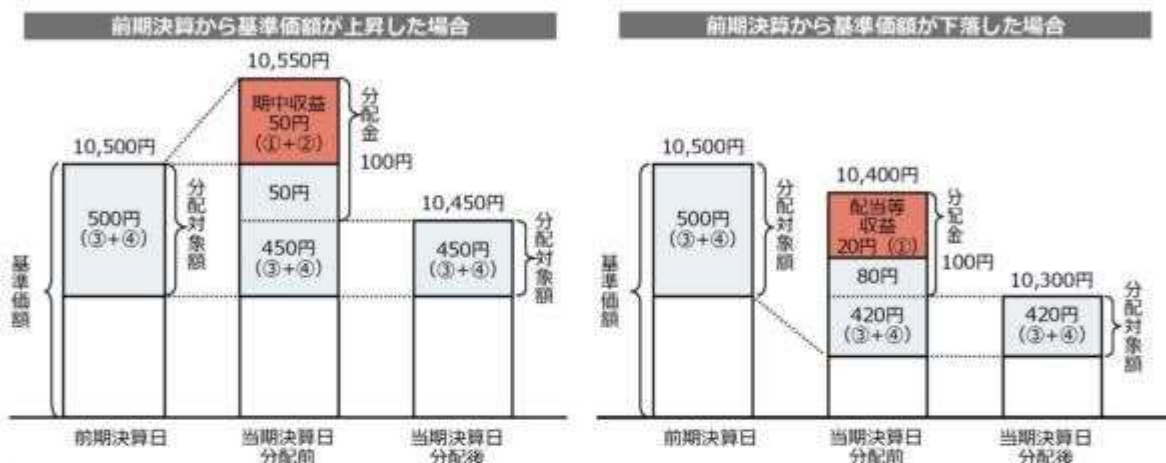 前期決算から基準価額が上昇した場合
10,550円
期中収益
50円
(①+②)
分配金
100円
10,500円
500円
(③+④)
分配対象額
50円
450円
(③+④)
10,450円
450円
(③+④)
分配対象額
基準価額
前期決算日
当期決算日
分配前
当期決算日
分配後
前期決算から基準価額が下落した場合
10,500円
500円
(③+④)
分配対象額
10,400円
配当等
収益
20円(①)
分配金
100円
80円
420円
(③+④)
10,300円
420円
(③+④)
分配対象額
基準価額
前期決算日
当期決算日
分配前
当期決算日
分配後